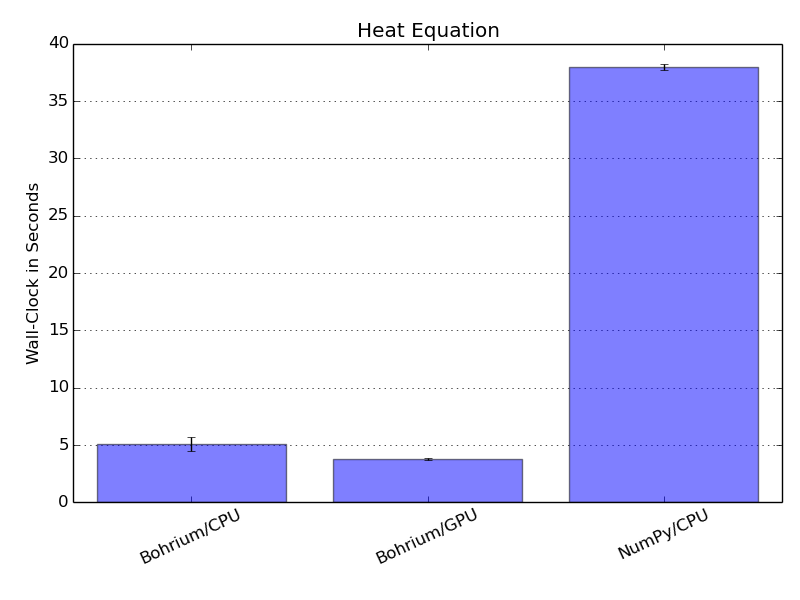 Heat Equation
40
35
30
25
20
15
10
5
0
Wall-Clock in Seconds
Bohrium/CPU
Bohrium/GPU
NumPy/CPU